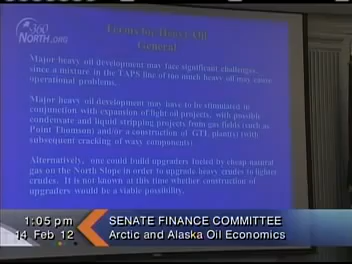 360
NORTH.ORG
Terms for Heavy Oil
General
Major heavy oil development may face significant challenges,
since a mixture in the TAPS line of too much heavy oil may cause
operational problems.
Major heavy oil development may have to be stimulated in
conjunction with expansion of light oil projects, with possible
condensate and liquid stripping projects from gas fields (such as
Point Thomson) and/or a construction of GTL plant(s) (with
subsequent cracking of waxy components)
Alternatively, one could build upgraders fueled by cheap natural
gas on the North Slope in order to upgrade heavy crudes to lighter
crudes. It is not known at this time whether construction of
upgraders would be a viable possibility.
1:05 pm
14 Feb 12
SENATE FINANCE COMMITTEE
Arctic and Alaska Oil Economics